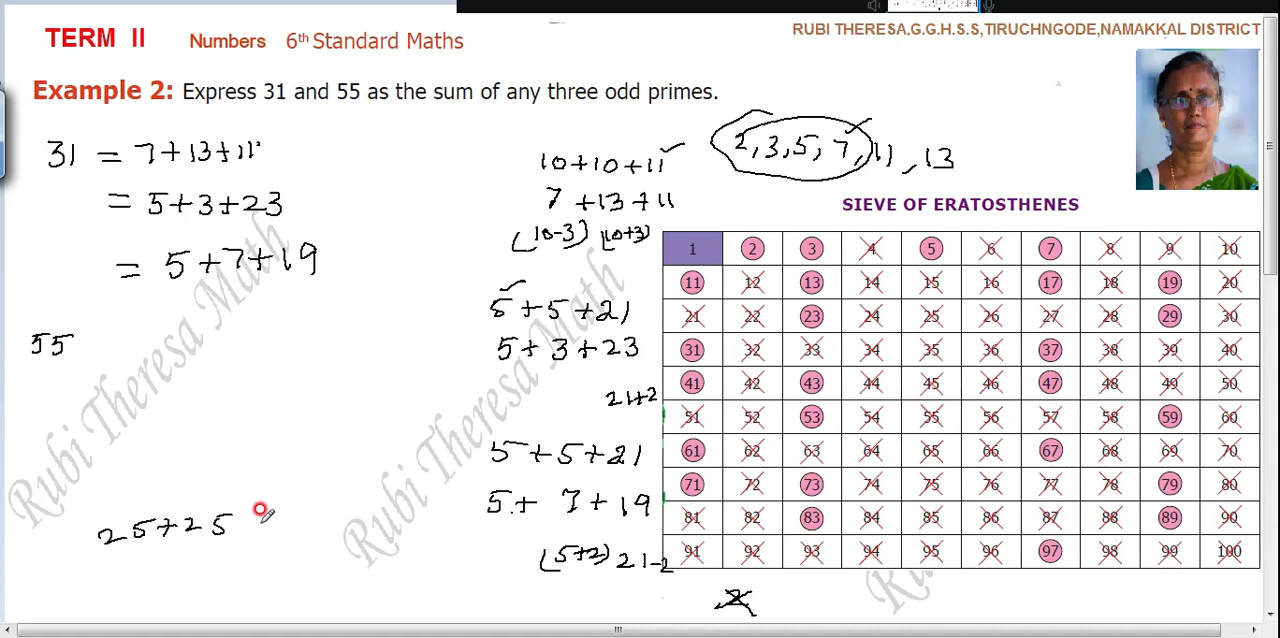 TERM II
Numbers 6th Standard Maths
RUBI THERESA,G.G.H.S.S,TIRUCHNGODE,NAMAKKAL DISTRICT
Example 2: Express 31 and 55 as the sum of any three odd primes.
31 = 7+13+11
= 5+3+23
= 5+7+19
55
25+25
10+10+11
7+13+11
(10-3) (10+3)
5+5+21
5+3+23
21+2
5+5+21
5+7+19
(5+2) 21-2
2,3,5,7,11,13
SIEVE OF ERATOSTHENES
1 2 3 4 5 6 7 8 9 10
11 12 13 14 15 16 17 18 19 20
21 22 23 24 25 26 27 28 29 30
31 32 33 34 35 36 37 38 39 40
41 42 43 44 45 46 47 48 49 50
51 52 53 54 55 56 57 58 59 60
61 62 63 64 65 66 67 68 69 70
71 72 73 74 75 76 77 78 79 80
81 82 83 84 85 86 87 88 89 90
91 92 93 94 95 96 97 98 99 100
Rubi Theresa Math
Rubi Theresa Math
Rubi